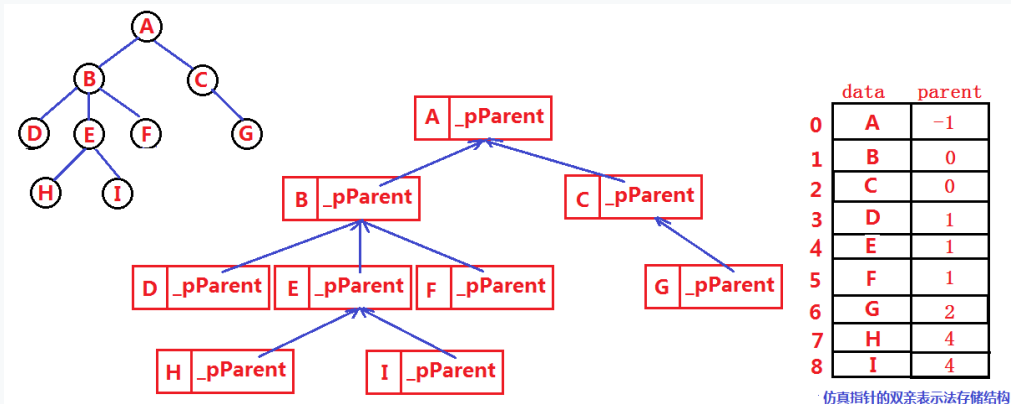 A
B C
D E F G
H I
A _pParent
B _pParent
C _pParent
D _pParent
E _pParent
F _pParent
G _pParent
H _pParent
I _pParent
data parent
0 A -1
1 B 0
2 C 0
3 D 1
4 E 1
5 F 1
6 G 2
7 H 4
8 I 4
仿真指针的双亲表示法存储结构